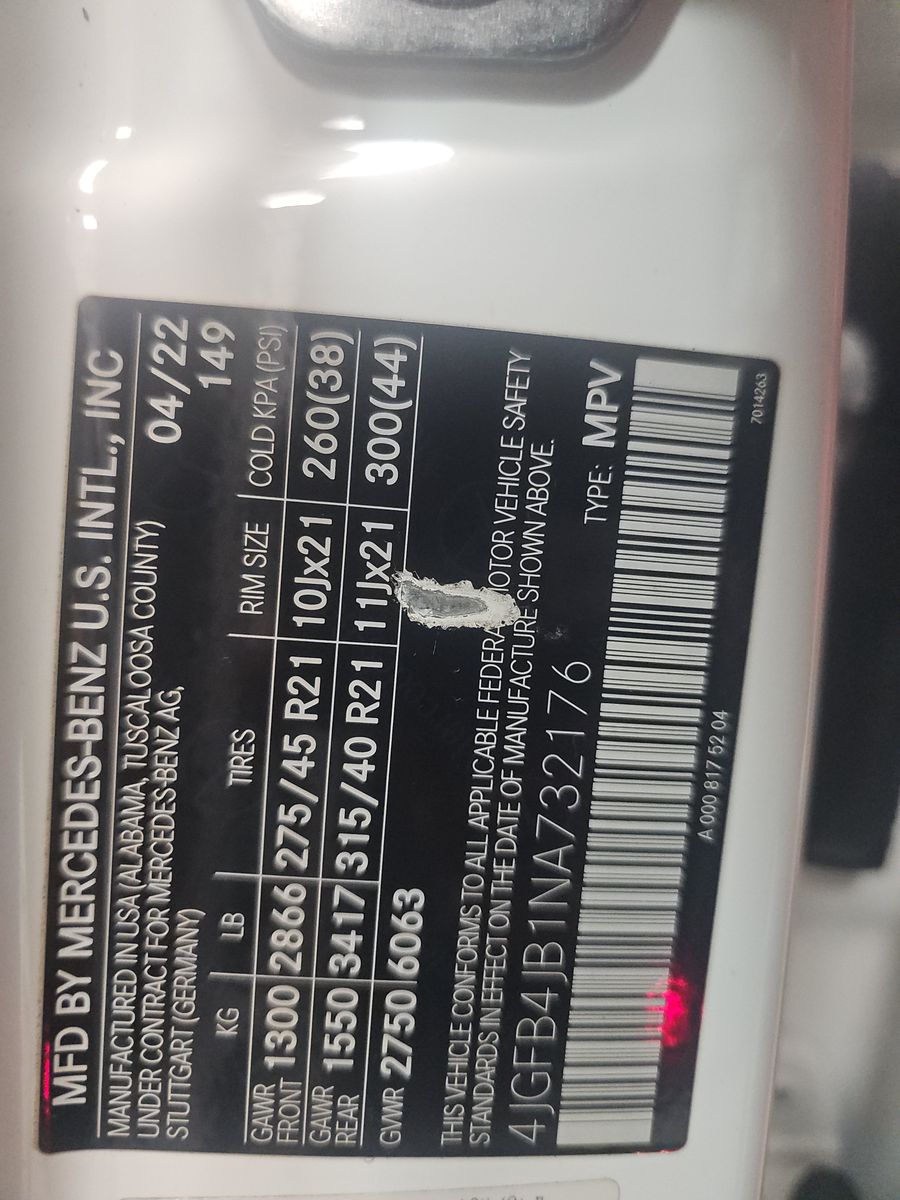 MFD BY MERCEDES-BENZ U.S. INTL., INC
MANUFACTURED IN USA (ALABAMA, TUSCALOOSA COUNTY) 04/22
UNDER CONTRACT FOR MERCEDES-BENZ AG, 149
STUTTGART (GERMANY)
KG LB TIRES RIM SIZE COLD KPA (PSI)
GAWR FRONT 1300 2866 275/45 R21 10Jx21 260(38)
GAWR REAR 1550 3417 315/40 R21 11Jx21 300(44)
GVWR 2750 6063
THIS VEHICLE CONFORMS TO ALL APPLICABLE FEDERAL MOTOR VEHICLE SAFETY
STANDARDS IN EFFECT ON THE DATE OF MANUFACTURE SHOWN ABOVE.
4JGFB4JB1NA732176 TYPE: MPV
A 000 817 52 04 7014263